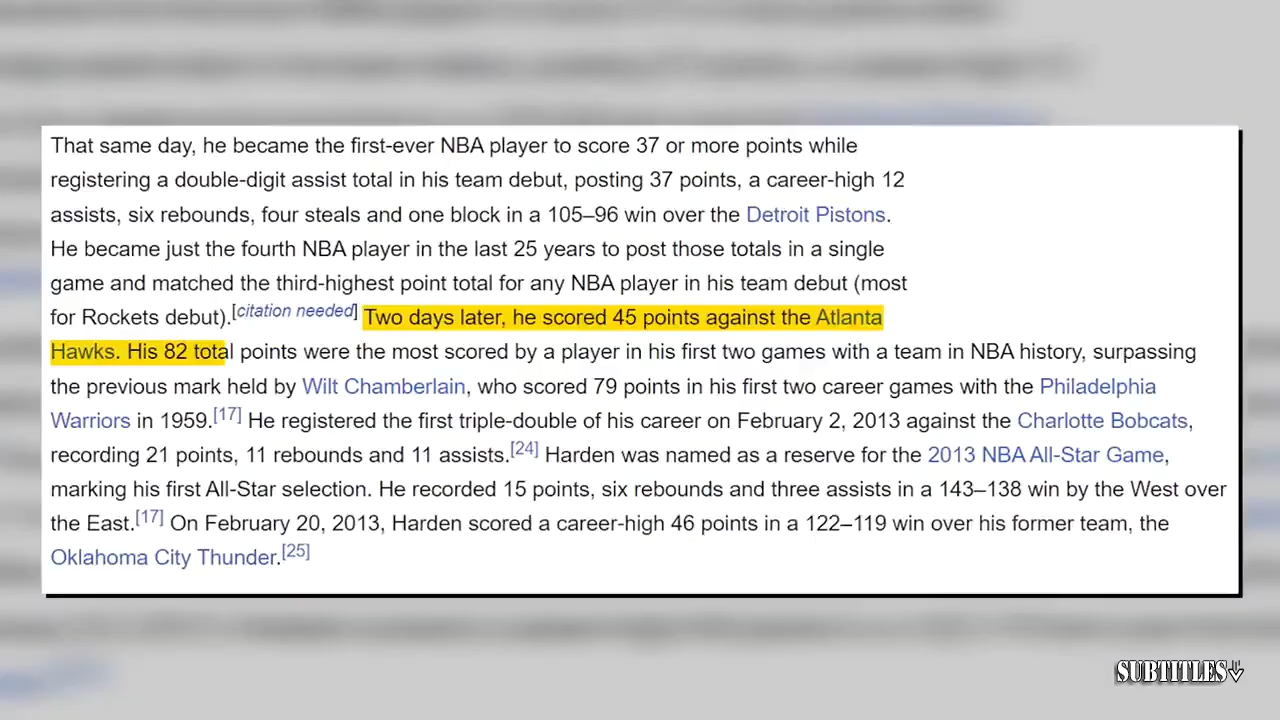 That same day, he became the first-ever NBA player to score 37 or more points while
registering a double-digit assist total in his team debut, posting 37 points, a career-high 12
assists, six rebounds, four steals and one block in a 105–96 win over the Detroit Pistons.
He became just the fourth NBA player in the last 25 years to post those totals in a single
game and matched the third-highest point total for any NBA player in his team debut (most
for Rockets debut).[citation needed] Two days later, he scored 45 points against the Atlanta
Hawks. His 82 total points were the most scored by a player in his first two games with a team in NBA history, surpassing
the previous mark held by Wilt Chamberlain, who scored 79 points in his first two career games with the Philadelphia
Warriors in 1959.[17] He registered the first triple-double of his career on February 2, 2013 against the Charlotte Bobcats,
recording 21 points, 11 rebounds and 11 assists.[24] Harden was named as a reserve for the 2013 NBA All-Star Game,
marking his first All-Star selection. He recorded 15 points, six rebounds and three assists in a 143–138 win by the West over
the East.[17] On February 20, 2013, Harden scored a career-high 46 points in a 122–119 win over his former team, the
Oklahoma City Thunder.[25]
SUBTITLES